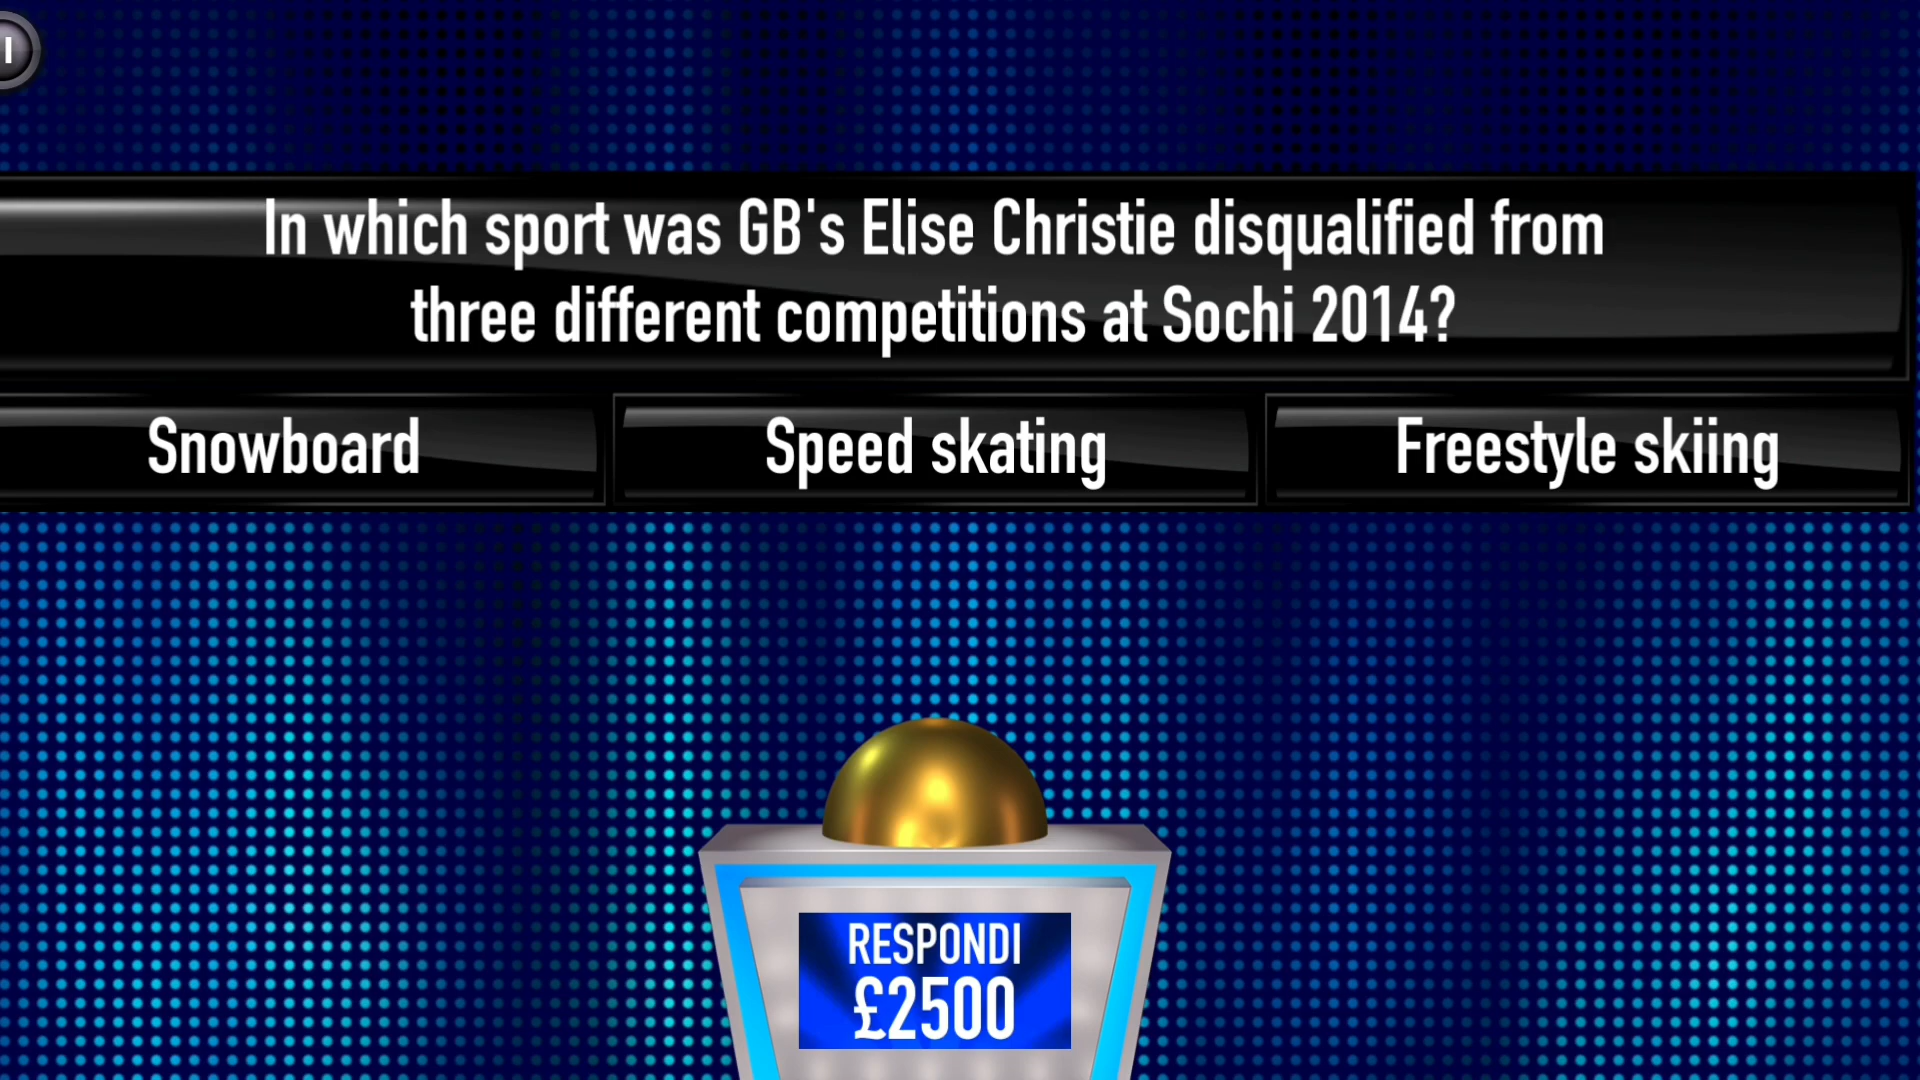 In which sport was GB's Elise Christie disqualified from
three different competitions at Sochi 2014?
Snowboard
Speed skating
Freestyle skiing
RESPONDI
£2500